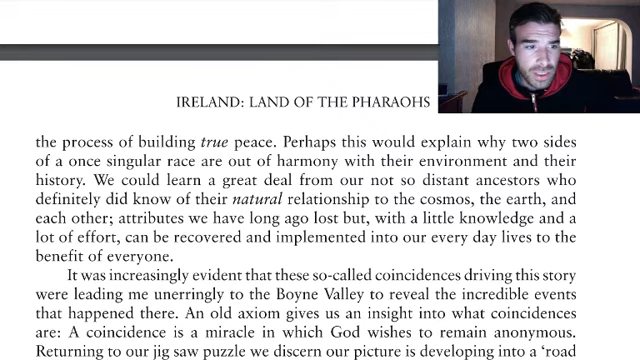 IRELAND: LAND OF THE PHARAOHS
the process of building true peace. Perhaps this would explain why two sides
of a once singular race are out of harmony with their environment and their
history. We could learn a great deal from our not so distant ancestors who
definitely did know of their natural relationship to the cosmos, the earth, and
each other; attributes we have long ago lost but, with a little knowledge and a
lot of effort, can be recovered and implemented into our every day lives to the
benefit of everyone.
It was increasingly evident that these so-called coincidences driving this story
were leading me unerringly to the Boyne Valley to reveal the incredible events
that happened there. An old axiom gives us an insight into what coincidences
are: A coincidence is a miracle in which God wishes to remain anonymous.
Returning to our jig saw puzzle we discern our picture is developing into a ‘road